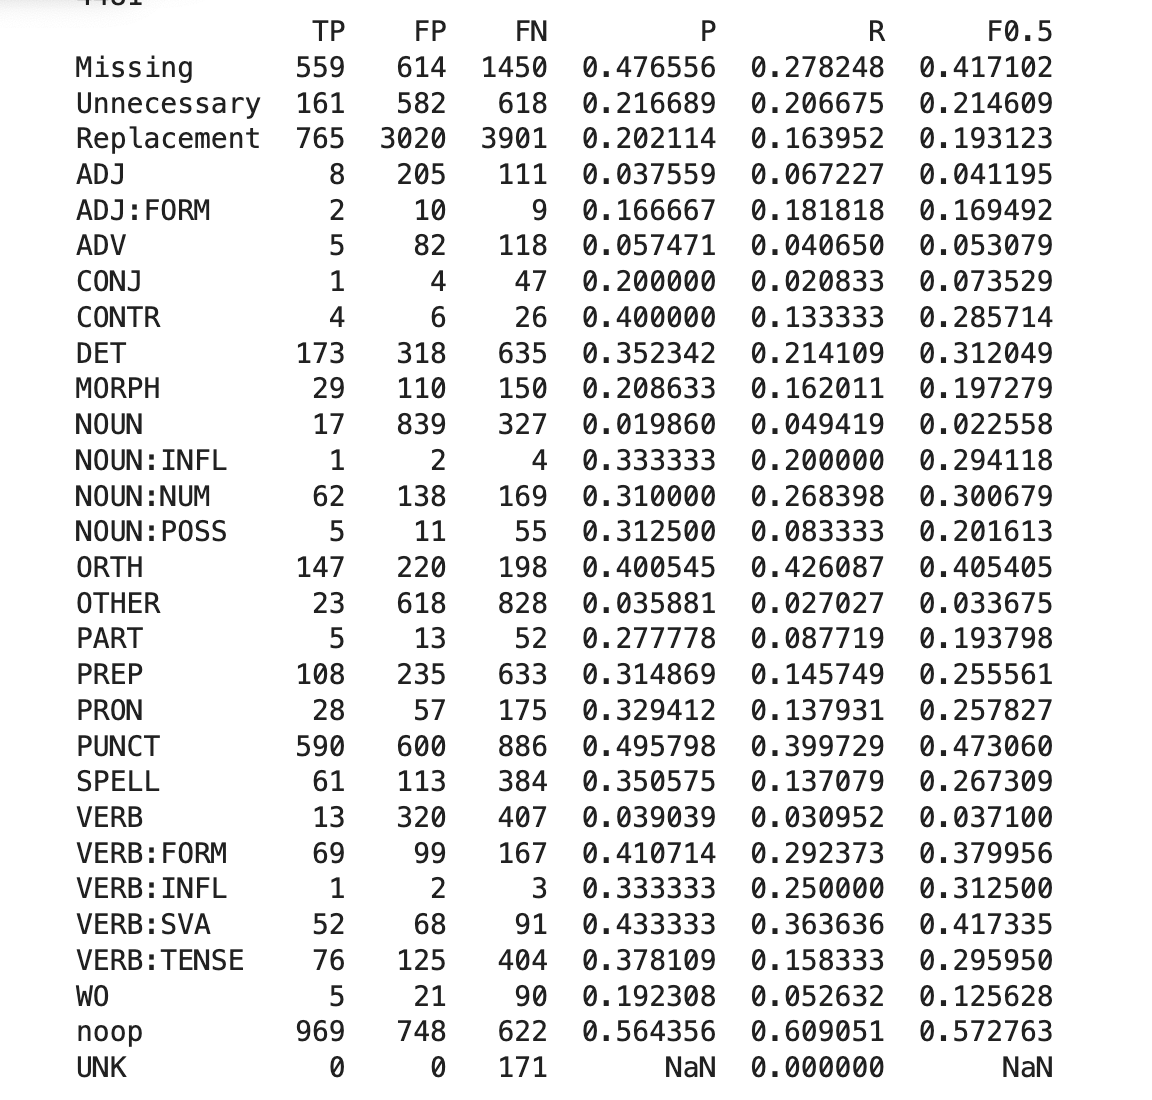 TP FP FN P R F0.5
Missing 559 614 1450 0.476556 0.278248 0.417102
Unnecessary 161 582 618 0.216689 0.206675 0.214609
Replacement 765 3020 3901 0.202114 0.163952 0.193123
ADJ 8 205 111 0.037559 0.067227 0.041195
ADJ:FORM 2 10 9 0.166667 0.181818 0.169492
ADV 5 82 118 0.057471 0.040650 0.053079
CONJ 1 4 47 0.200000 0.020833 0.073529
CONTR 4 6 26 0.400000 0.133333 0.285714
DET 173 318 635 0.352342 0.214109 0.312049
MORPH 29 110 150 0.208633 0.162011 0.197279
NOUN 17 839 327 0.019860 0.049419 0.022558
NOUN:INFL 1 2 4 0.333333 0.200000 0.294118
NOUN:NUM 62 138 169 0.310000 0.268398 0.300679
NOUN:POSS 5 11 55 0.312500 0.083333 0.201613
ORTH 147 220 198 0.400545 0.426087 0.405405
OTHER 23 618 828 0.035881 0.027027 0.033675
PART 5 13 52 0.277778 0.087719 0.193798
PREP 108 235 633 0.314869 0.145749 0.255561
PRON 28 57 175 0.329412 0.137931 0.257827
PUNCT 590 600 886 0.495798 0.399729 0.473060
SPELL 61 113 384 0.350575 0.137079 0.267309
VERB 13 320 407 0.039039 0.030952 0.037100
VERB:FORM 69 99 167 0.410714 0.292373 0.379956
VERB:INFL 1 2 3 0.333333 0.250000 0.312500
VERB:SVA 52 68 91 0.433333 0.363636 0.417335
VERB:TENSE 76 125 404 0.378109 0.158333 0.295950
WO 5 21 90 0.192308 0.052632 0.125628
noop 969 748 622 0.564356 0.609051 0.572763
UNK 0 0 171 NaN 0.000000 NaN